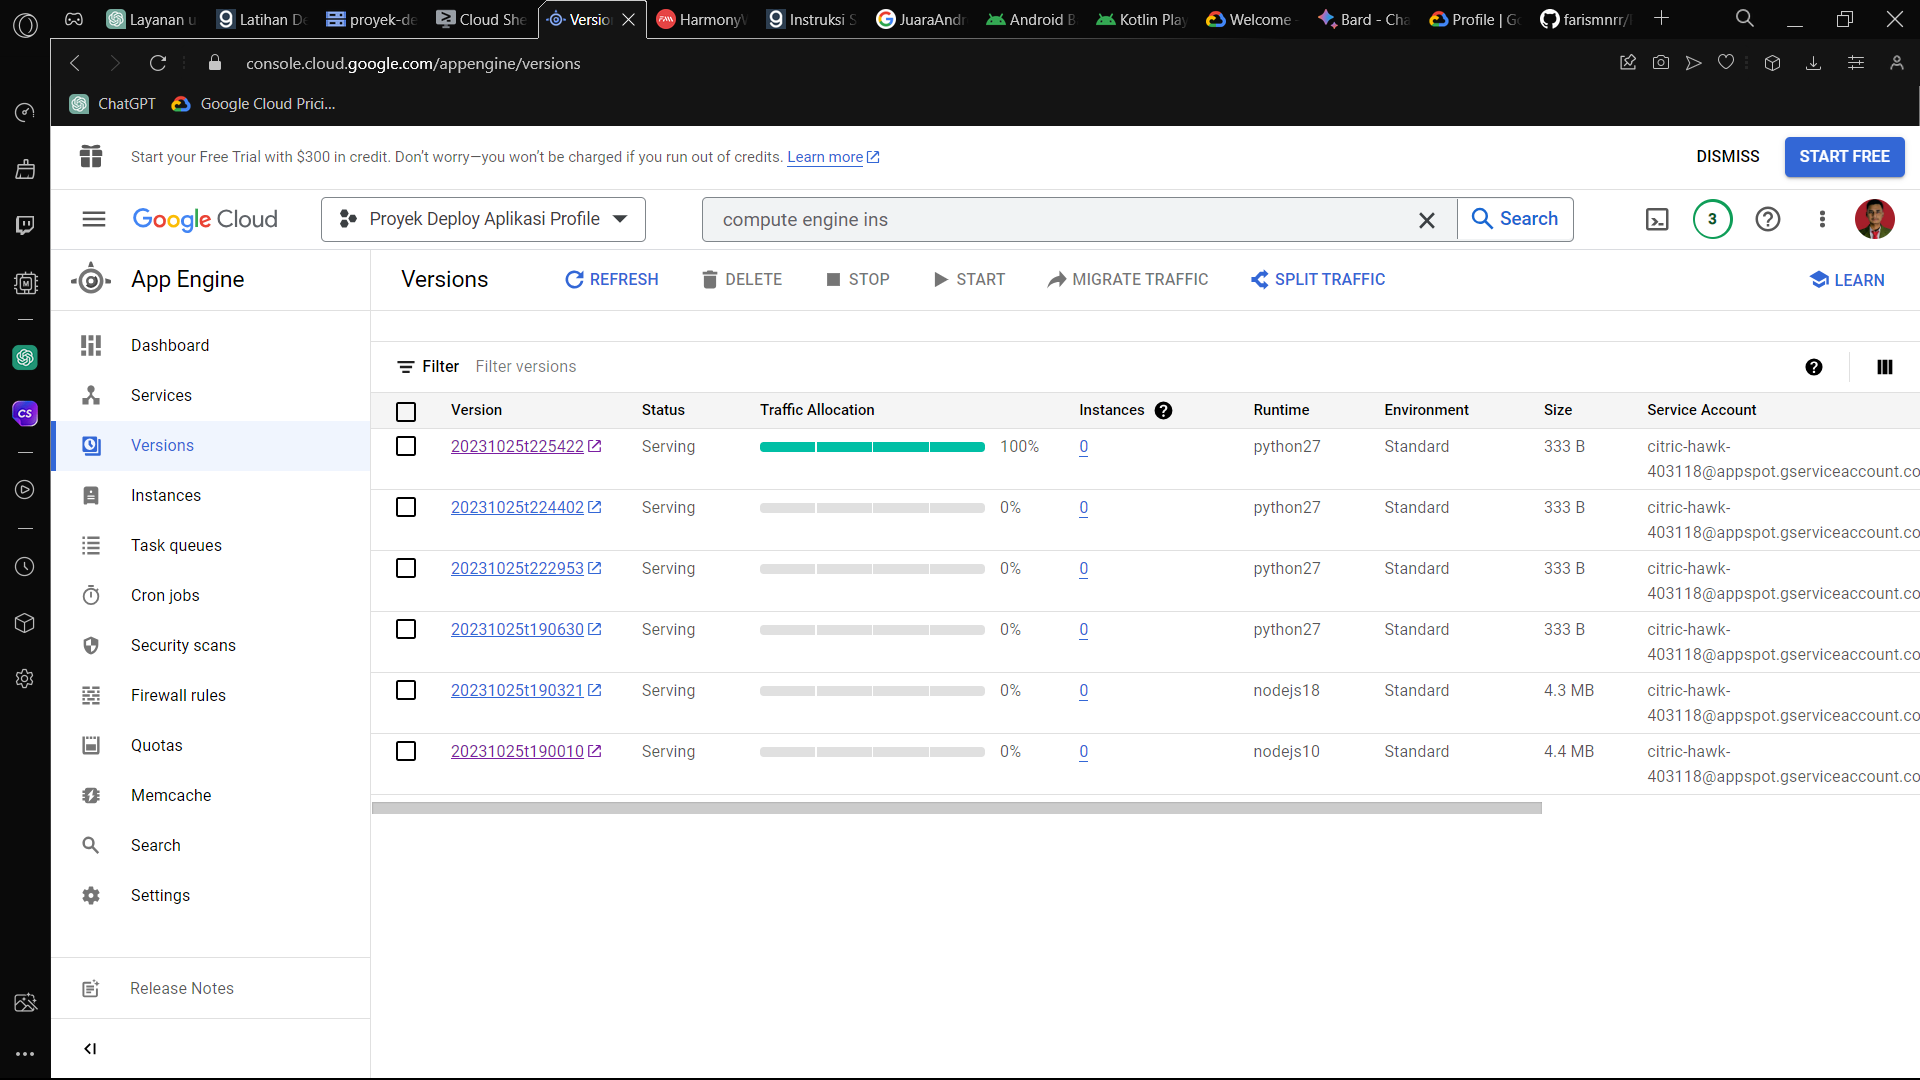 Layanan u
Latihan De
proyek-de
Cloud She
Versio
HarmonyV
Instruksi S
JuaraAndr
Android B
Kotlin Play
Welcome -
Bard - Cha
Profile | Go
farismnrr/
console.cloud.google.com/appengine/versions
ChatGPT
Google Cloud Prici...
Start your Free Trial with $300 in credit. Don't worry—you won't be charged if you run out of credits. Learn more
DISMISS
START FREE
Google Cloud
Proyek Deploy Aplikasi Profile
compute engine ins
Search
3
App Engine
Versions
REFRESH
DELETE
STOP
START
MIGRATE TRAFFIC
SPLIT TRAFFIC
LEARN
Dashboard
Services
Versions
Instances
Task queues
Cron jobs
Security scans
Firewall rules
Quotas
Memcache
Search
Settings
Release Notes
Filter Filter versions
Version Status Traffic Allocation Instances Runtime Environment Size Service Account
20231025t225422 Serving 100% 0 python27 Standard 333 B citric-hawk-
403118@appspot.gserviceaccount.co
20231025t224402 Serving 0% 0 python27 Standard 333 B citric-hawk-
403118@appspot.gserviceaccount.co
20231025t222953 Serving 0% 0 python27 Standard 333 B citric-hawk-
403118@appspot.gserviceaccount.co
20231025t190630 Serving 0% 0 python27 Standard 333 B citric-hawk-
403118@appspot.gserviceaccount.co
20231025t190321 Serving 0% 0 nodejs18 Standard 4.3 MB citric-hawk-
403118@appspot.gserviceaccount.co
20231025t190010 Serving 0% 0 nodejs10 Standard 4.4 MB citric-hawk-
403118@appspot.gserviceaccount.co